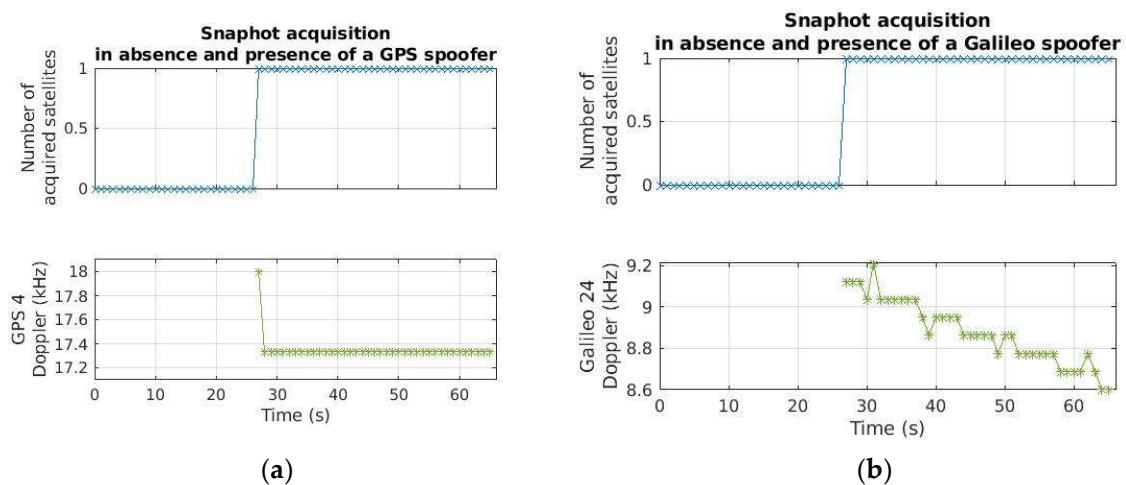 Snaphot acquisition
in absence and presence of a GPS spoofer
Number of
acquired satellites
1
0.5
0
GPS 4
Doppler (kHz)
18
17.8
17.6
17.4
17.2
0 10 20 30 40 50 60
Time (s)
(a)
Snaphot acquisition
in absence and presence of a Galileo spoofer
Number of
acquired satellites
1
0.5
0
Galileo 24
Doppler (kHz)
9.2
9
8.8
8.6
0 10 20 30 40 50 60
Time (s)
(b)